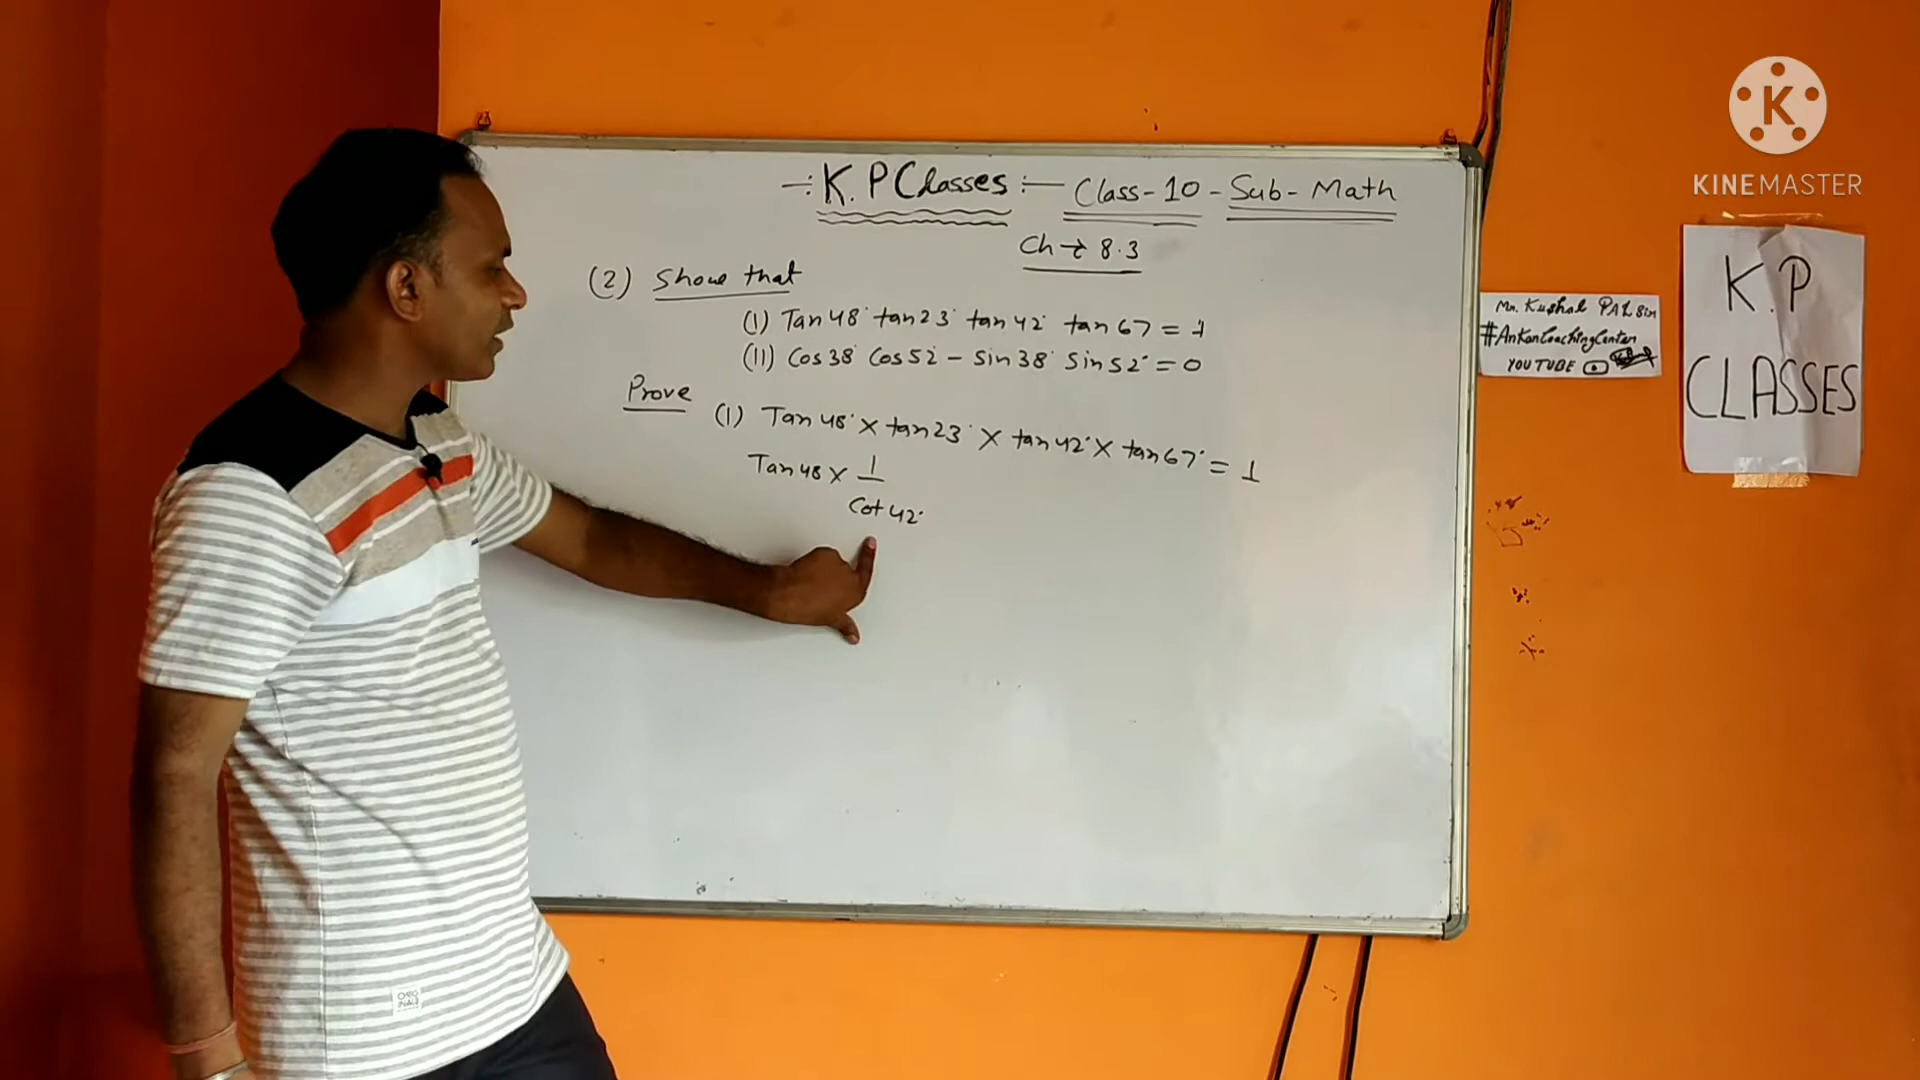 -: K. P Classes :- Class-10 - Sub- Math
Ch → 8.3
(2) Show that
(I) Tan 48° tan 23° tan 42° tan 67 = 1
(II) Cos 38° Cos 52° - Sin 38° Sin 52° = 0
Prove
(I) Tan 48° × tan 23° × tan 42° × tan 67° = 1
Tan 48 × 1
Cot 42°
K
KINEMASTER
K.P
CLASSES
Mr. Kushal PAL Sir
#AnkanCoachingCenter
YOUTUBE
ORIG
INAL